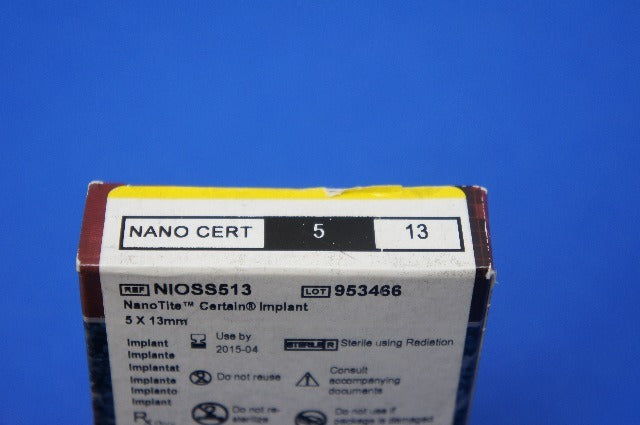 NANO CERT 5 13
REF NIOSS513 LOT 953466
NanoTite™ Certain® Implant
5 X 13mm
Implant
Implante
Implantat
Implante
Impianto
Implant
Use by
2015-04
STERILE R Sterile using Radiation
Do not reuse
Consult
accompanying
documents
Rx
Do not re-
sterilize
Do not use if
package is damaged